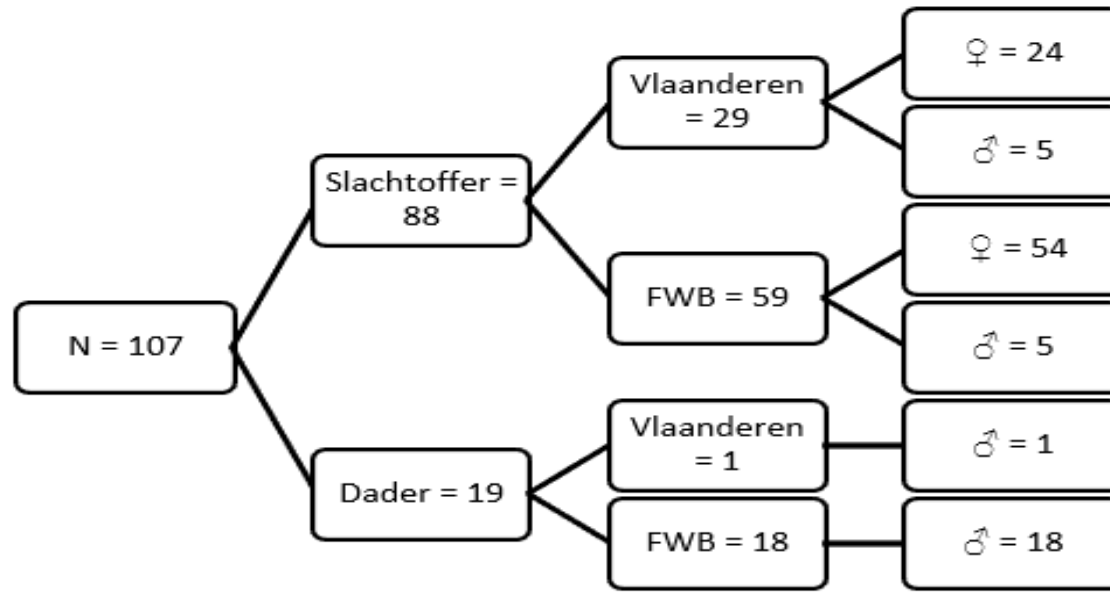 N = 107
Slachtoffer =
88
Dader = 19
Vlaanderen
= 29
FWB = 59
Vlaanderen
= 1
FWB = 18
♀ = 24
♂ = 5
♀ = 54
♂ = 5
♂ = 1
♂ = 18